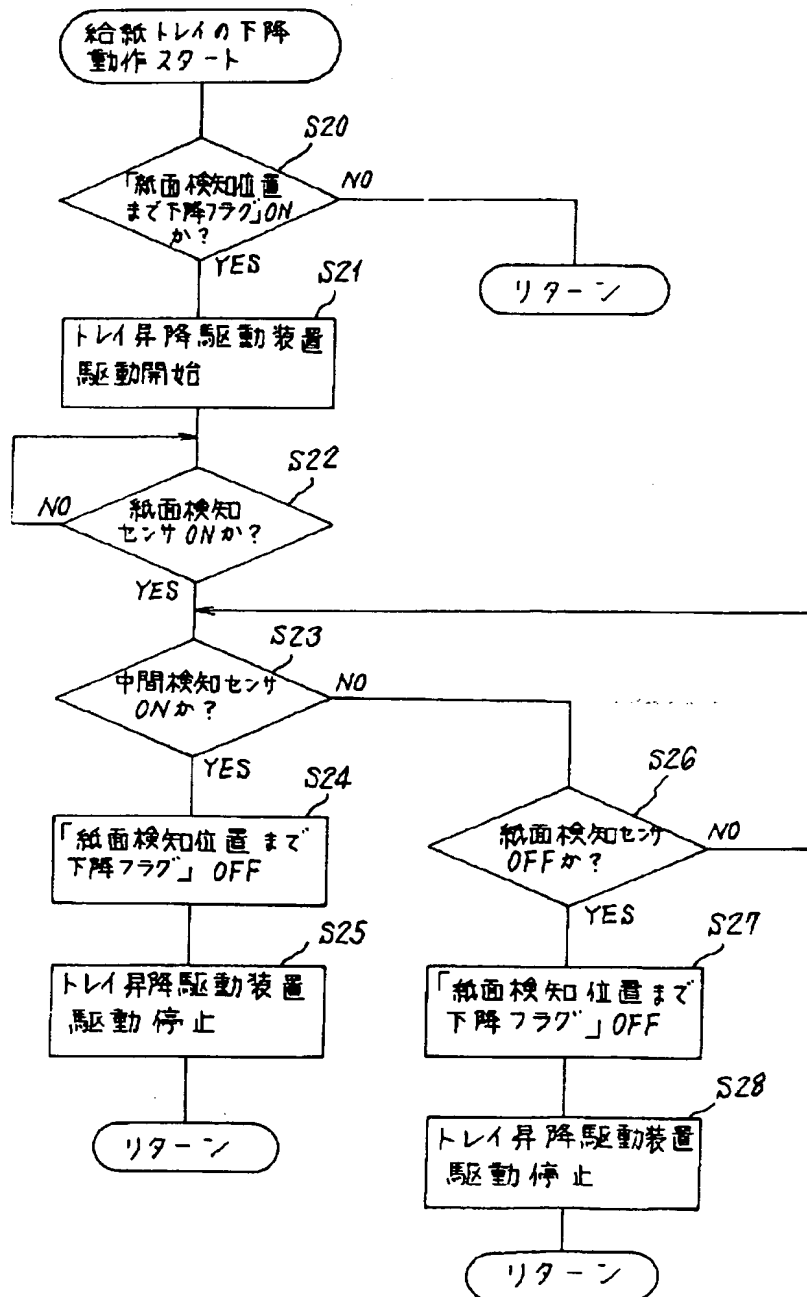 給紙トレイの下降
動作スタート
S20
「紙面検知位置
まで下降フラグ」ON
か?
NO
YES
リターン
S21
トレイ昇降駆動装置
駆動開始
S22
紙面検知
センサONか?
NO
YES
S23
中間検知センサ
ONか?
NO
YES
S24
「紙面検知位置まで
下降フラグ」OFF
S25
トレイ昇降駆動装置
駆動停止
リターン
S26
紙面検知センサ
OFFか?
NO
YES
S27
「紙面検知位置まで
下降フラグ」OFF
S28
トレイ昇降駆動装置
駆動停止
リターン